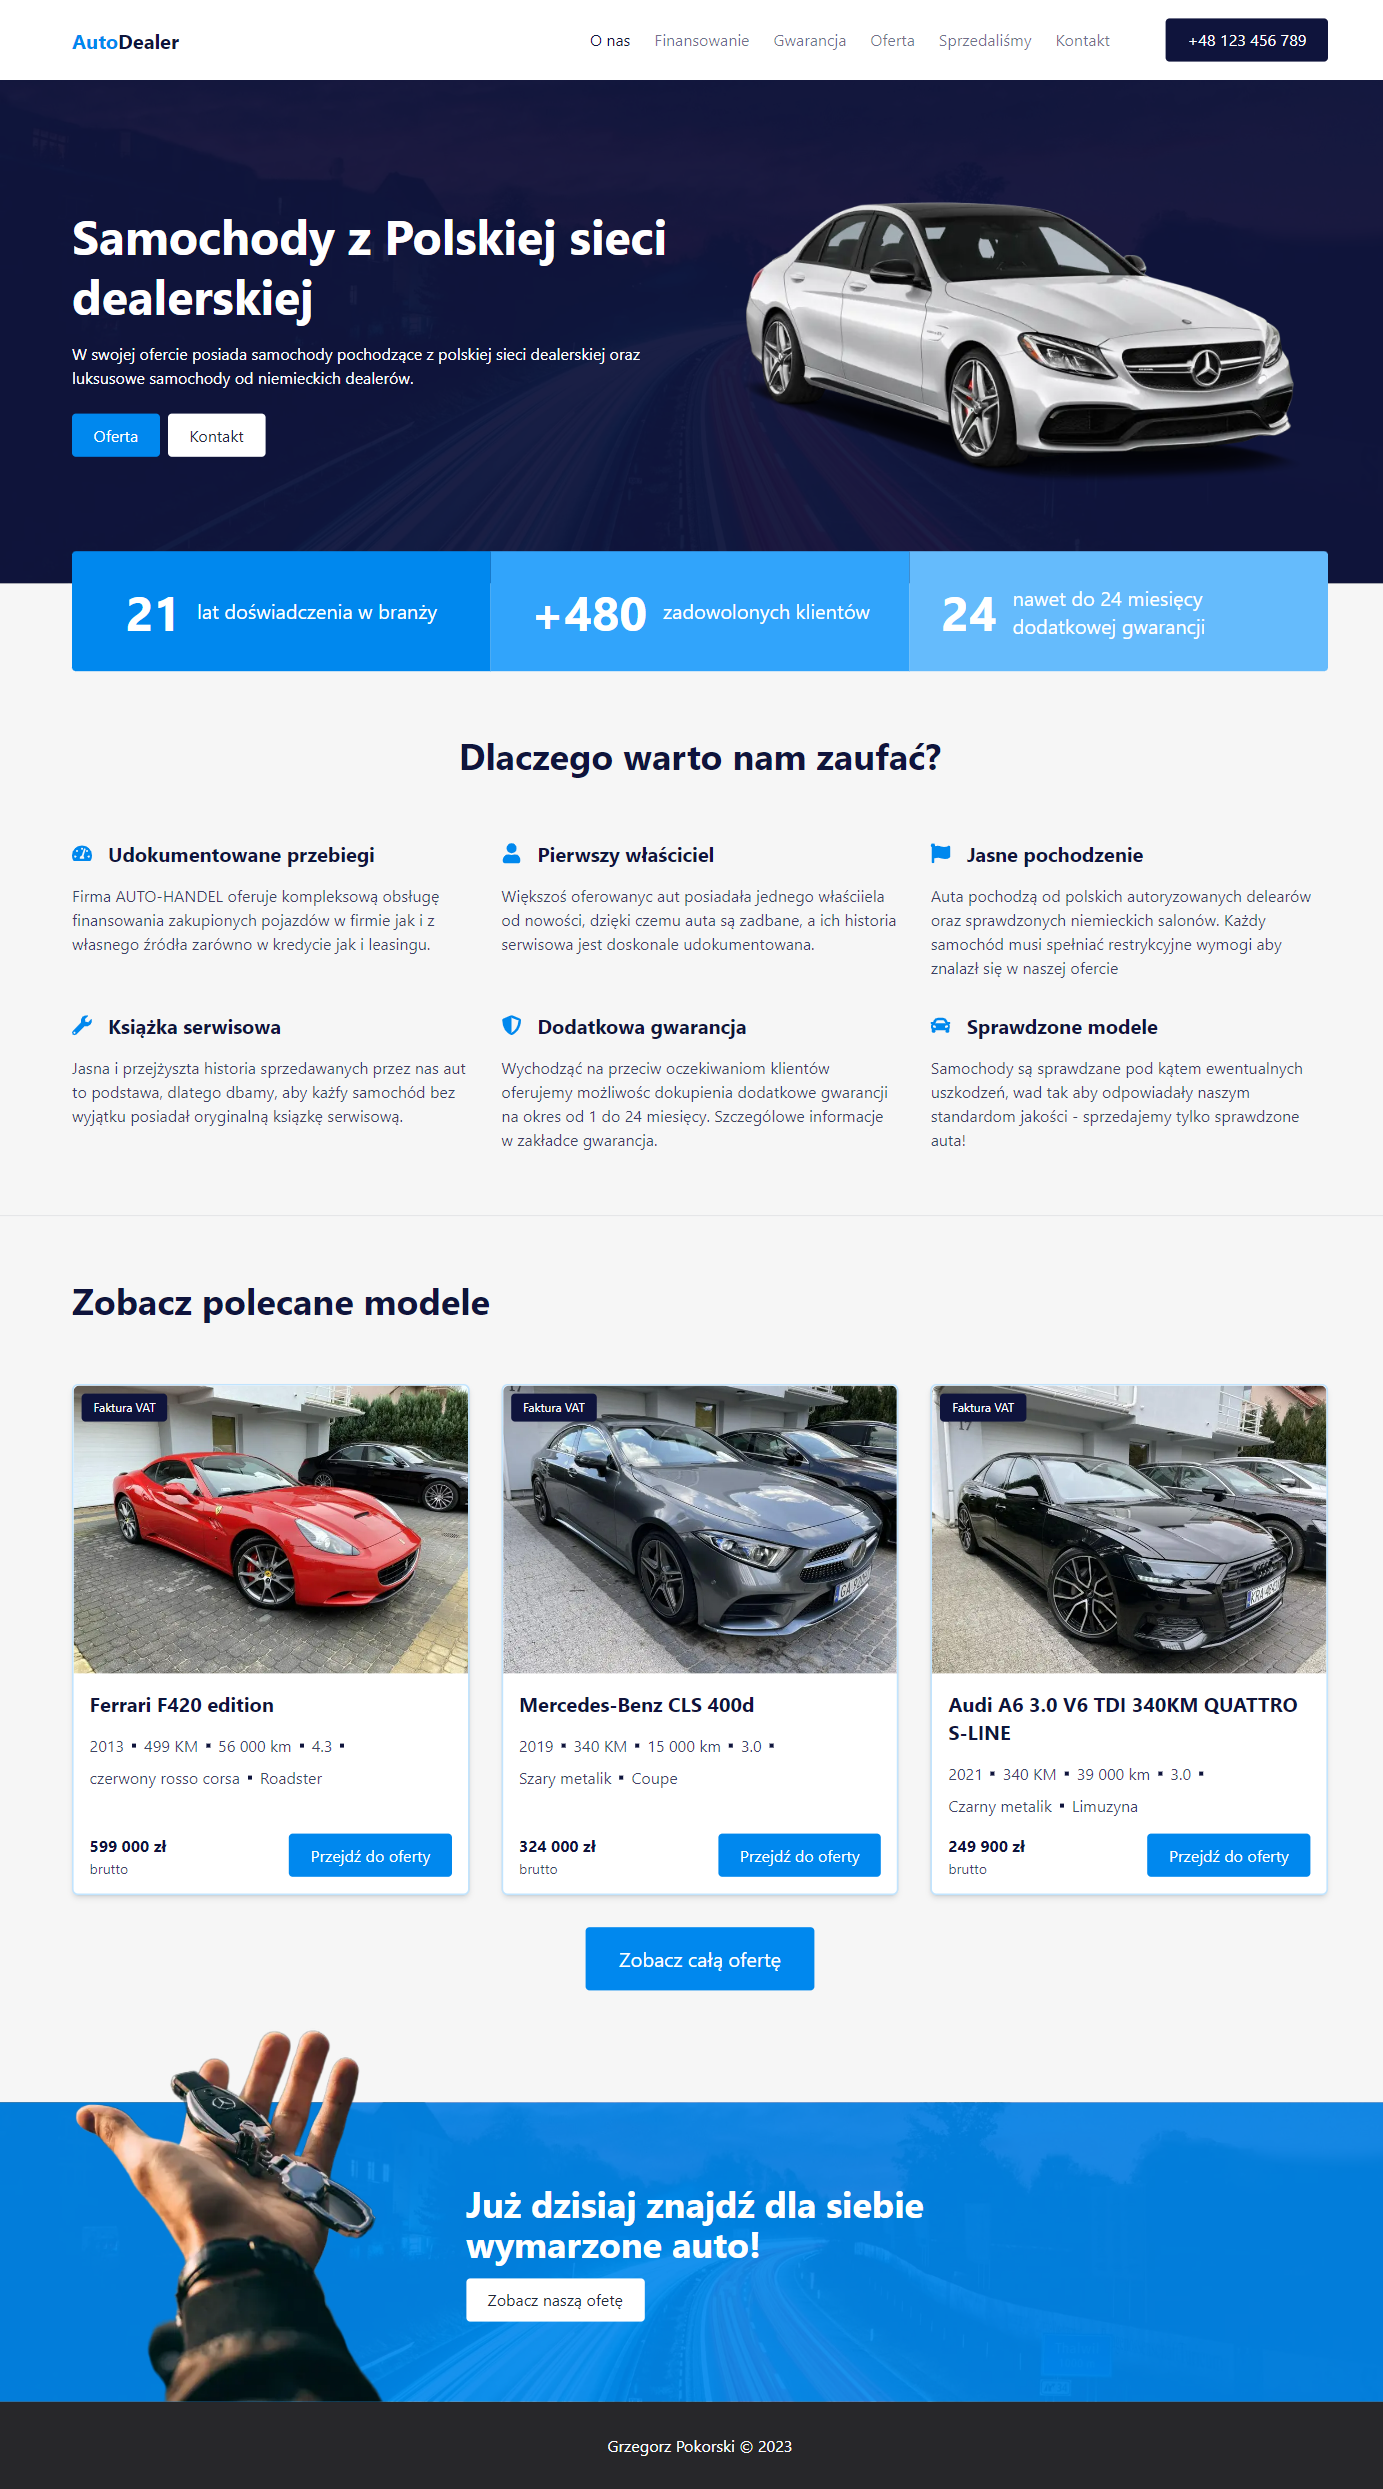 AutoDealer
O nas Finansowanie Gwarancja Oferta Sprzedaliśmy Kontakt +48 123 456 789
Samochody z Polskiej sieci
dealerskiej
W swojej ofercie posiada samochody pochodzące z polskiej sieci dealerskiej oraz
luksusowe samochody od niemieckich dealerów.
Oferta Kontakt
21 lat doświadczenia w branży
+480 zadowolonych klientów
24 nawet do 24 miesięcy
dodatkowej gwarancji
Dlaczego warto nam zaufać?
Udokumentowane przebiegi
Firma AUTO-HANDEL oferuje kompleksową obsługę
finansowania zakupionych pojazdów w firmie jak i z
własnego źródła zarówno w kredycie jak i leasingu.
Pierwszy właściciel
Większoś oferowanyc aut posiadała jednego właściiela
od nowości, dzięki czemu auta są zadbane, a ich historia
serwisowa jest doskonale udokumentowana.
Jasne pochodzenie
Auta pochodzą od polskich autoryzowanych delearów
oraz sprawdzonych niemieckich salonów. Każdy
samochód musi spełniać restrykcyjne wymogi aby
znalazł się w naszej ofercie
Książka serwisowa
Jasna i przejżyszta historia sprzedawanych przez nas aut
to podstawa, dlatego dbamy, aby każfy samochód bez
wyjątku posiadał oryginalną ksiązkę serwisową.
Dodatkowa gwarancja
Wychodząć na przeciw oczekiwaniom klientów
oferujemy możliwośc dokupienia dodatkowe gwarancji
na okres od 1 do 24 miesięcy. Szczególowe informacje
w zakładce gwarancja.
Sprawdzone modele
Samochody są sprawdzane pod kątem ewentualnych
uszkodzeń, wad tak aby odpowiadały naszym
standardom jakości - sprzedajemy tylko sprawdzone
auta!
Zobacz polecane modele
Faktura VAT
Ferrari F420 edition
2013 ▪ 499 KM ▪ 56 000 km ▪ 4.3 ▪
czerwony rosso corsa ▪ Roadster
599 000 zł
brutto
Przejdź do oferty
Faktura VAT
17
Mercedes-Benz CLS 400d
2019 ▪ 340 KM ▪ 15 000 km ▪ 3.0 ▪
Szary metalik ▪ Coupe
324 000 zł
brutto
Przejdź do oferty
Faktura VAT
17
Audi A6 3.0 V6 TDI 340KM QUATTRO
S-LINE
2021 ▪ 340 KM ▪ 39 000 km ▪ 3.0 ▪
Czarny metalik ▪ Limuzyna
249 900 zł
brutto
Przejdź do oferty
Zobacz całą ofertę
Już dzisiaj znajdź dla siebie
wymarzone auto!
Zobacz naszą ofetę
Grzegorz Pokorski © 2023